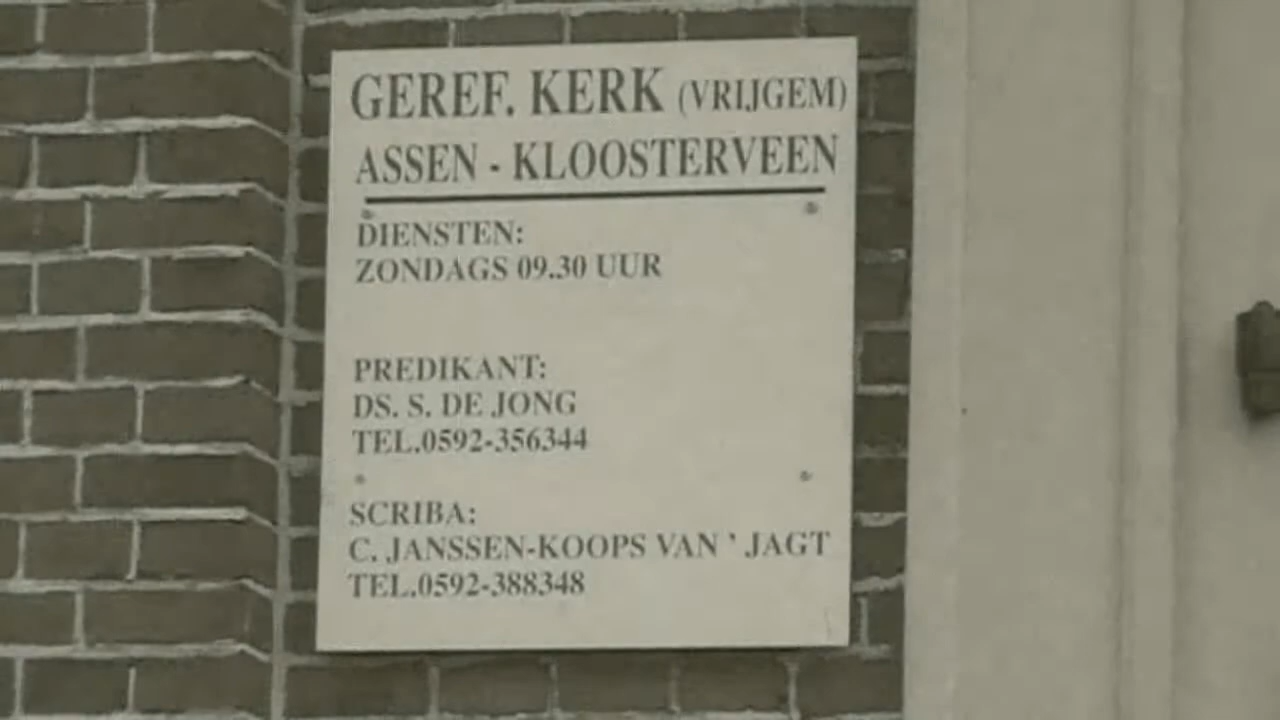 GEREF. KERK (VRIJGEM)
ASSEN - KLOOSTERVEEN
DIENSTEN:
ZONDAGS 09.30 UUR
PREDIKANT:
DS. S. DE JONG
TEL.0592-356344
SCRIBA:
C. JANSSEN-KOOPS VAN ' JAGT
TEL.0592-388348